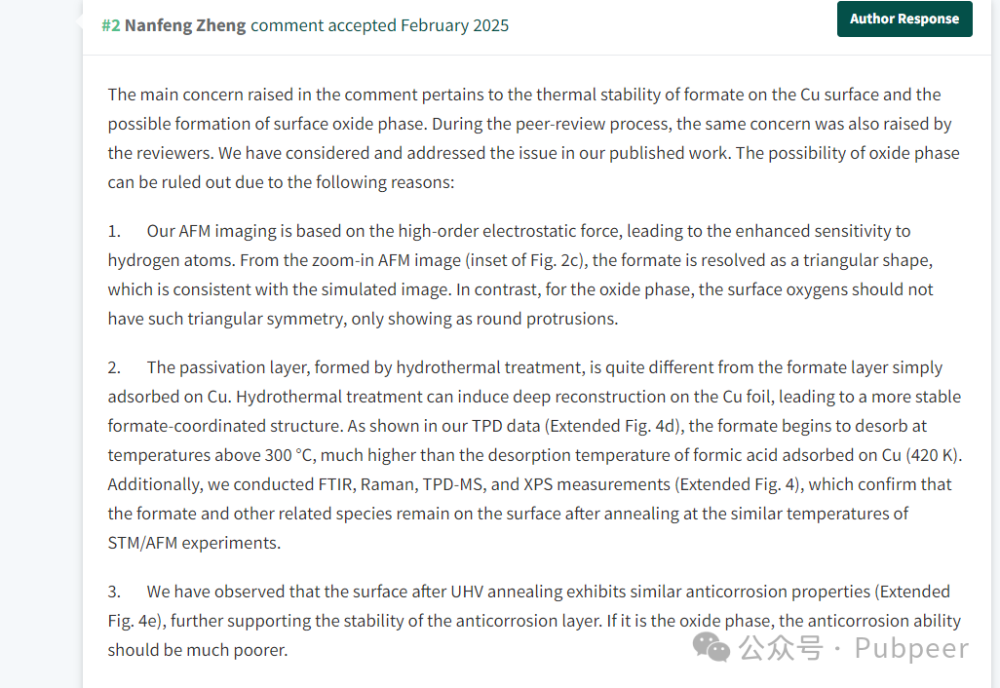 #2 Nanfeng Zheng comment accepted February 2025
Author Response
The main concern raised in the comment pertains to the thermal stability of formate on the Cu surface and the
possible formation of surface oxide phase. During the peer-review process, the same concern was also raised by
the reviewers. We have considered and addressed the issue in our published work. The possibility of oxide phase
can be ruled out due to the following reasons:
1. Our AFM imaging is based on the high-order electrostatic force, leading to the enhanced sensitivity to
hydrogen atoms. From the zoom-in AFM image (inset of Fig. 2c), the formate is resolved as a triangular shape,
which is consistent with the simulated image. In contrast, for the oxide phase, the surface oxygens should not
have such triangular symmetry, only showing as round protrusions.
2. The passivation layer, formed by hydrothermal treatment, is quite different from the formate layer simply
adsorbed on Cu. Hydrothermal treatment can induce deep reconstruction on the Cu foil, leading to a more stable
formate-coordinated structure. As shown in our TPD data (Extended Fig. 4d), the formate begins to desorb at
temperatures above 300 °C, much higher than the desorption temperature of formic acid adsorbed on Cu (420 K).
Additionally, we conducted FTIR, Raman, TPD-MS, and XPS measurements (Extended Fig. 4), which confirm that
the formate and other related species remain on the surface after annealing at the similar temperatures of
STM/AFM experiments.
3. We have observed that the surface after UHV annealing exhibits similar anticorrosion properties (Extended
Fig. 4e), further supporting the stability of the anticorrosion layer. If it is the oxide phase, the anticorrosion ability
should be much poorer.
公众号 · Pubpeer